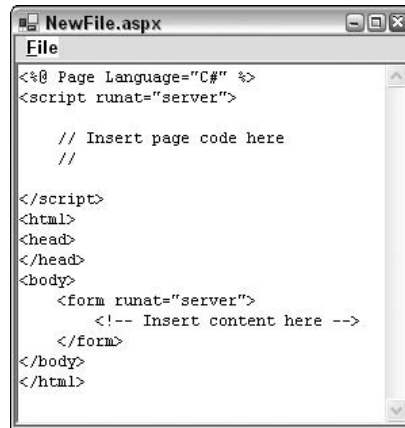 NewFile.aspx
File
<%@ Page Language="C#" %>
<script runat="server">
// Insert page code here
//
</script>
<html>
<head>
</head>
<body>
<form runat="server">
<!-- Insert content here -->
</form>
</body>
</html>